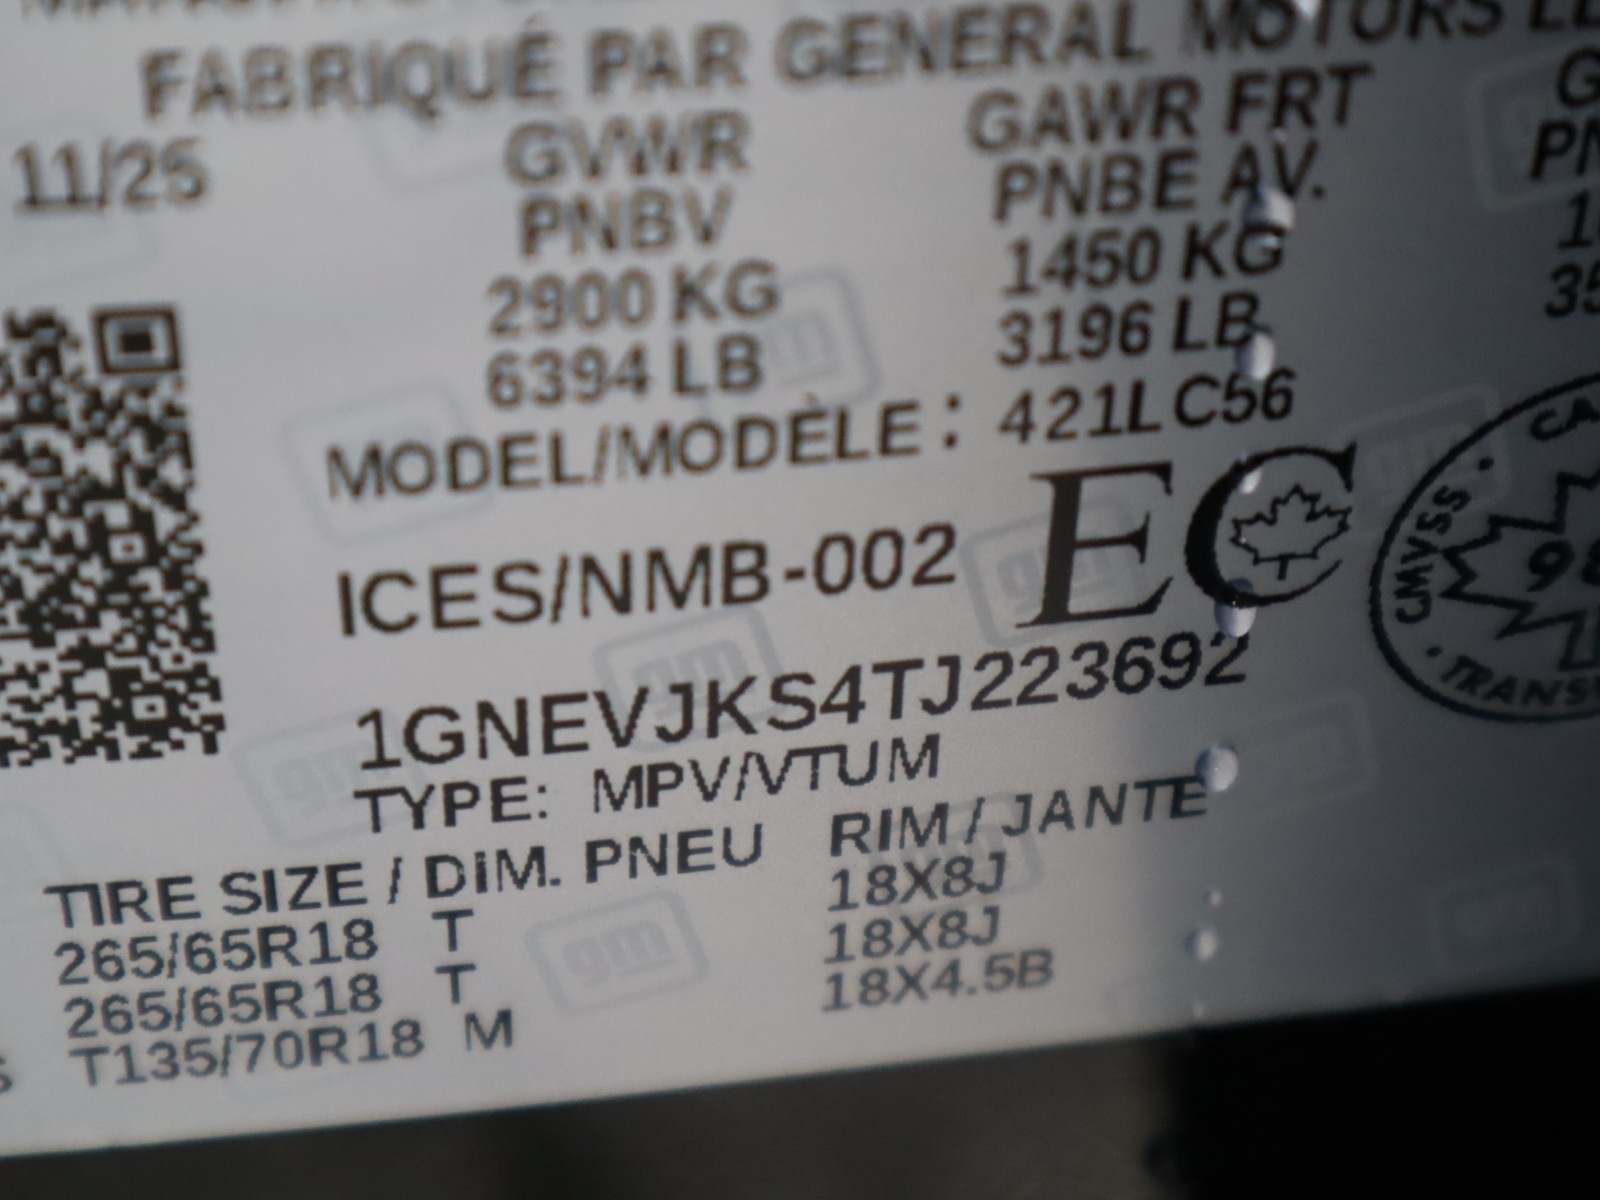 FABRIQUÉ PAR GENERAL MOTORS
11/25
GVWR
PNBV
2900 KG
6394 LB
GAWR FRT
PNBE AV.
1450 KG
3196 LB
MODEL/MODÈLE : 421LC56
ICES/NMB-002
EC
CMVSS
1GNEVJKS4TJ223692
TYPE: MPV/VTUM
TIRE SIZE / DIM. PNEU RIM / JANTE
265/65R18 T 18X8J
265/65R18 T 18X8J
T135/70R18 M 18X4.5B
gm